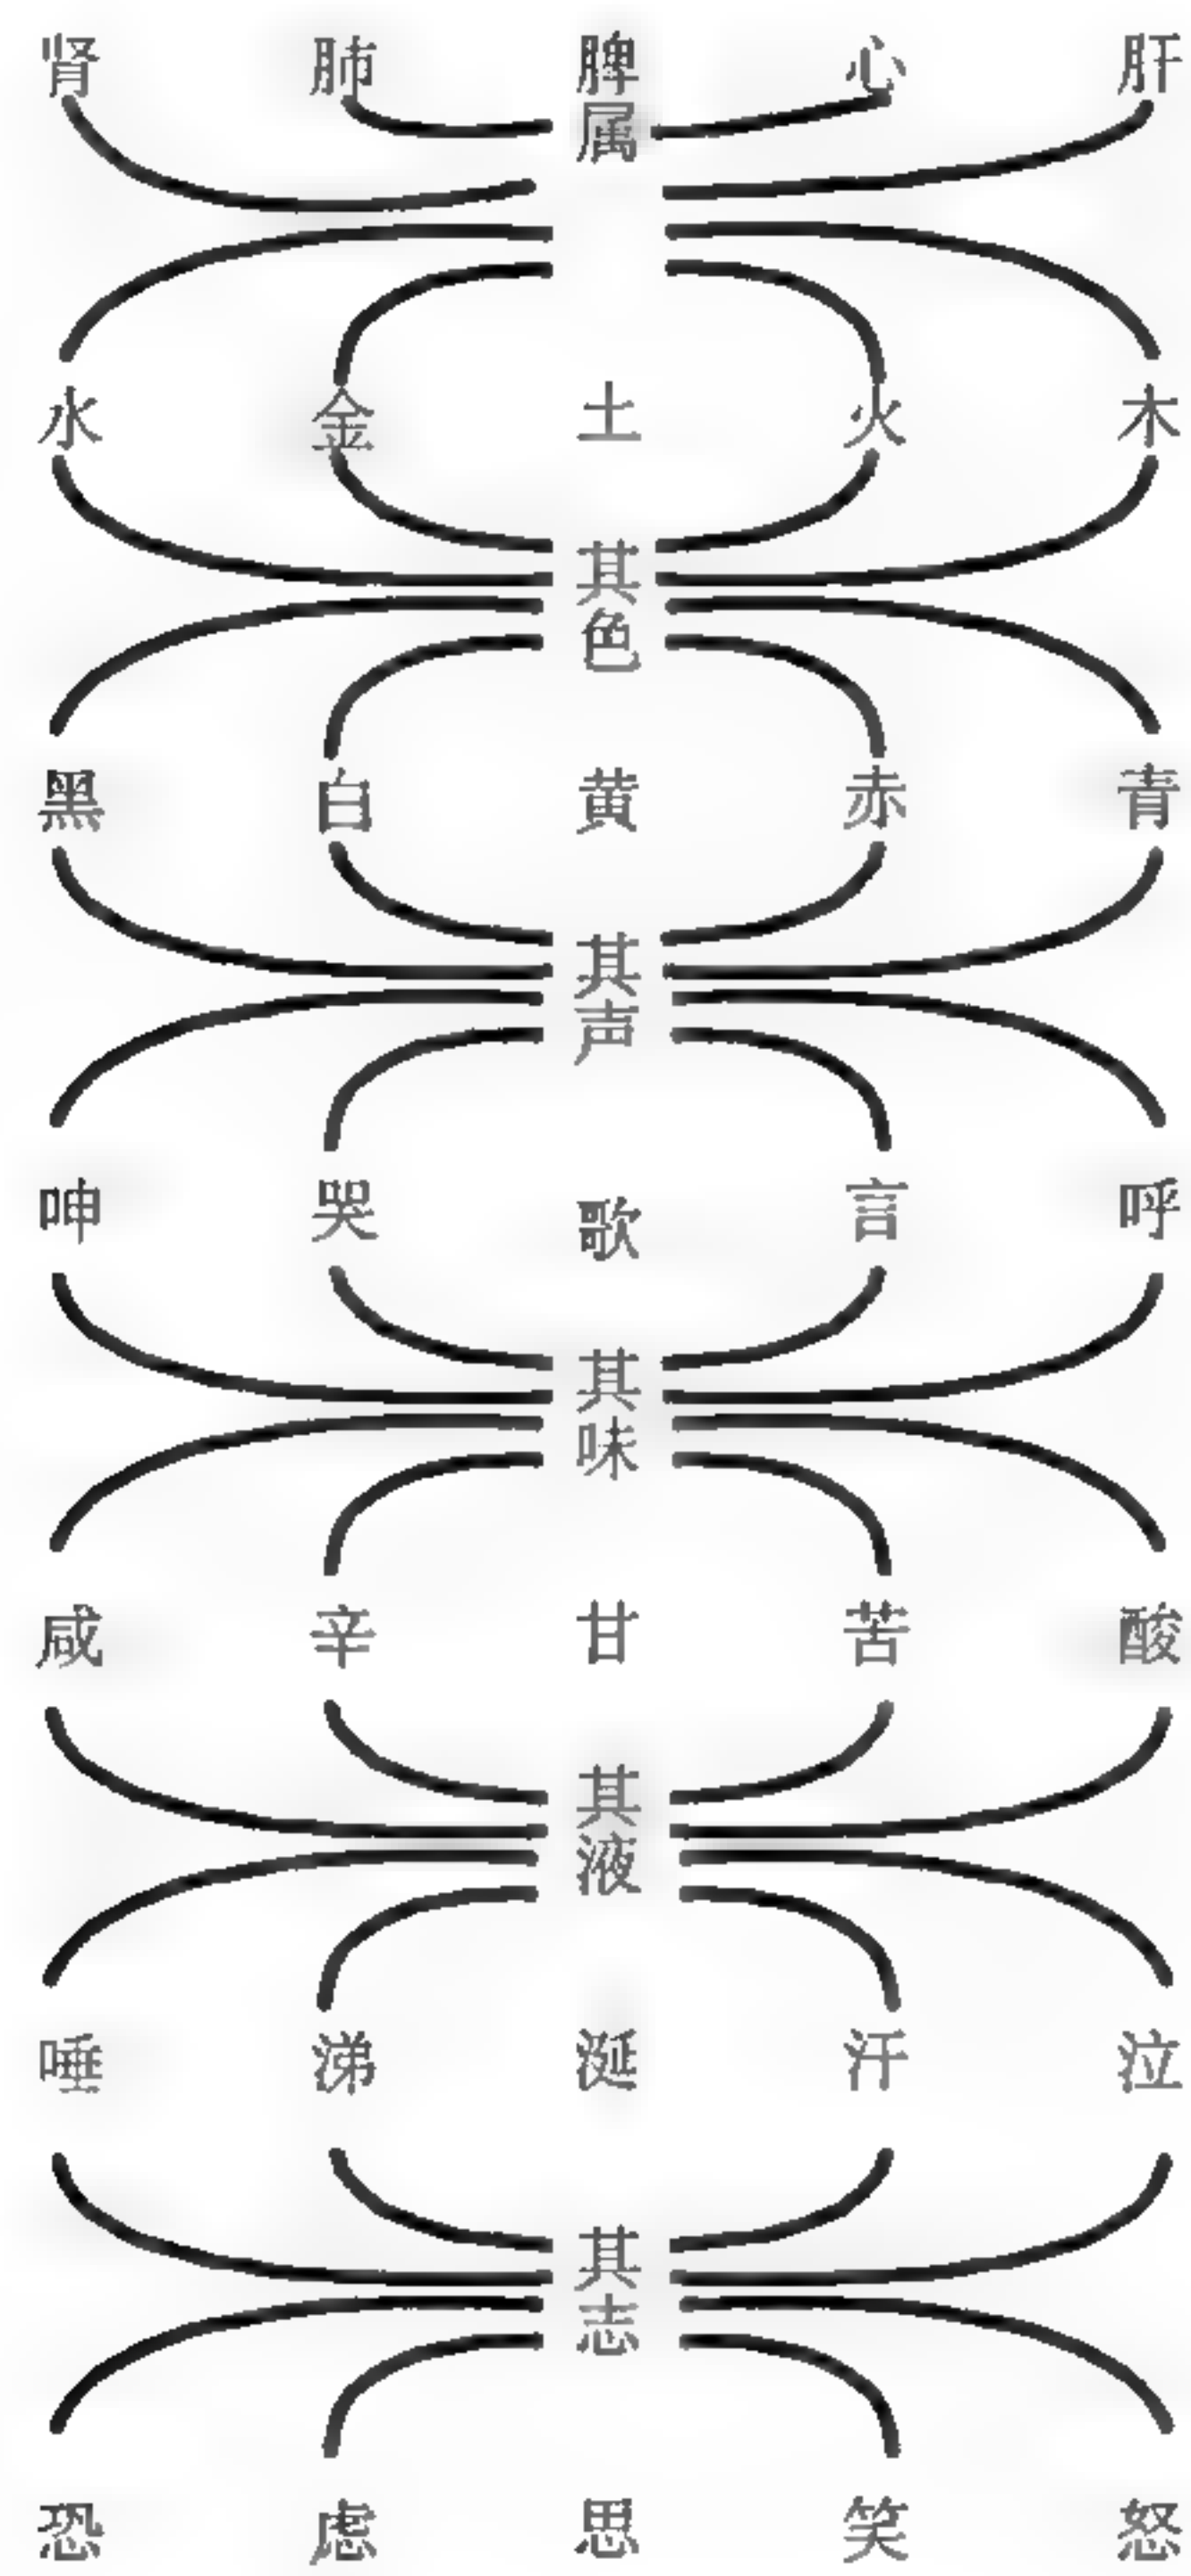 肾 肺 脾 心 肝
属
水 金 土 火 木
其色
黑 白 黄 赤 青
其声
呻 哭 歌 言 呼
其味
咸 辛 甘 苦 酸
其液
唾 涕 涎 汗 泣
其志
恐 虑 思 笑 怒